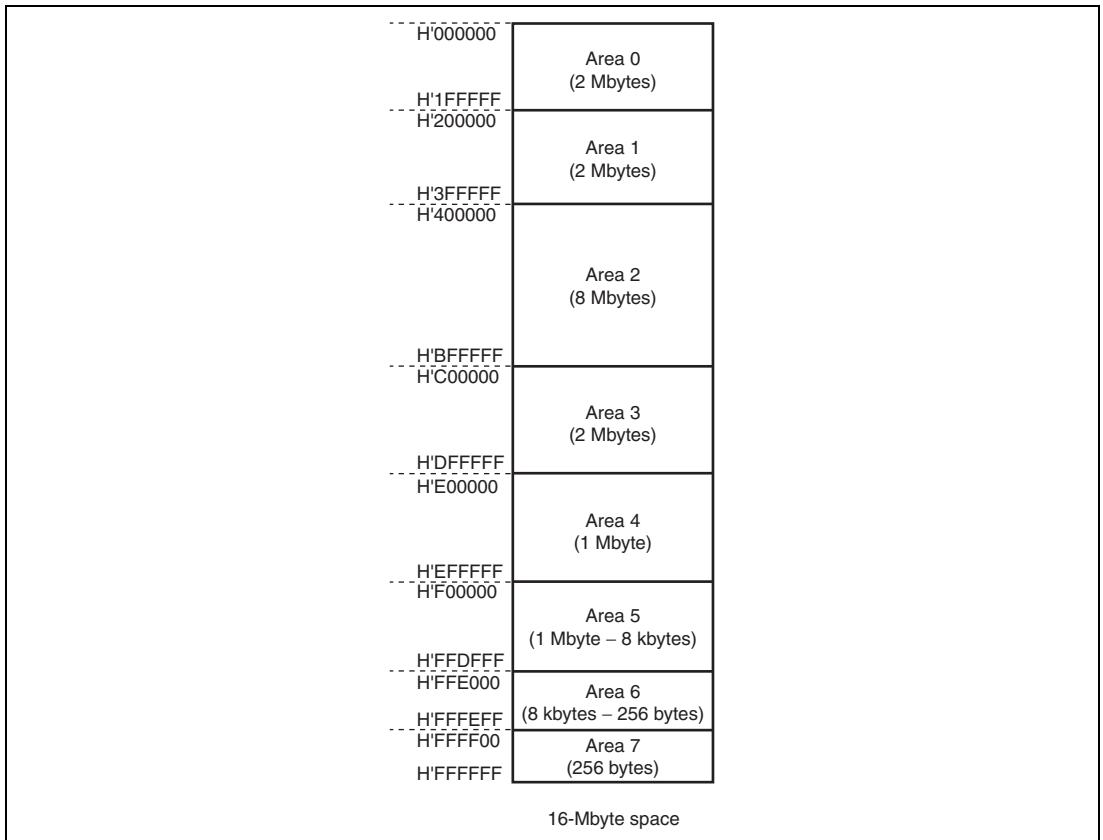 H'000000
Area 0
(2 Mbytes)
H'1FFFFF
H'200000
Area 1
(2 Mbytes)
H'3FFFFF
H'400000
Area 2
(8 Mbytes)
H'BFFFFF
H'C00000
Area 3
(2 Mbytes)
H'DFFFFF
H'E00000
Area 4
(1 Mbyte)
H'EFFFFF
H'F00000
Area 5
(1 Mbyte – 8 kbytes)
H'FFDFFF
H'FFE000
Area 6
(8 kbytes – 256 bytes)
H'FFFEFF
H'FFFF00
Area 7
(256 bytes)
H'FFFFFF
16-Mbyte space